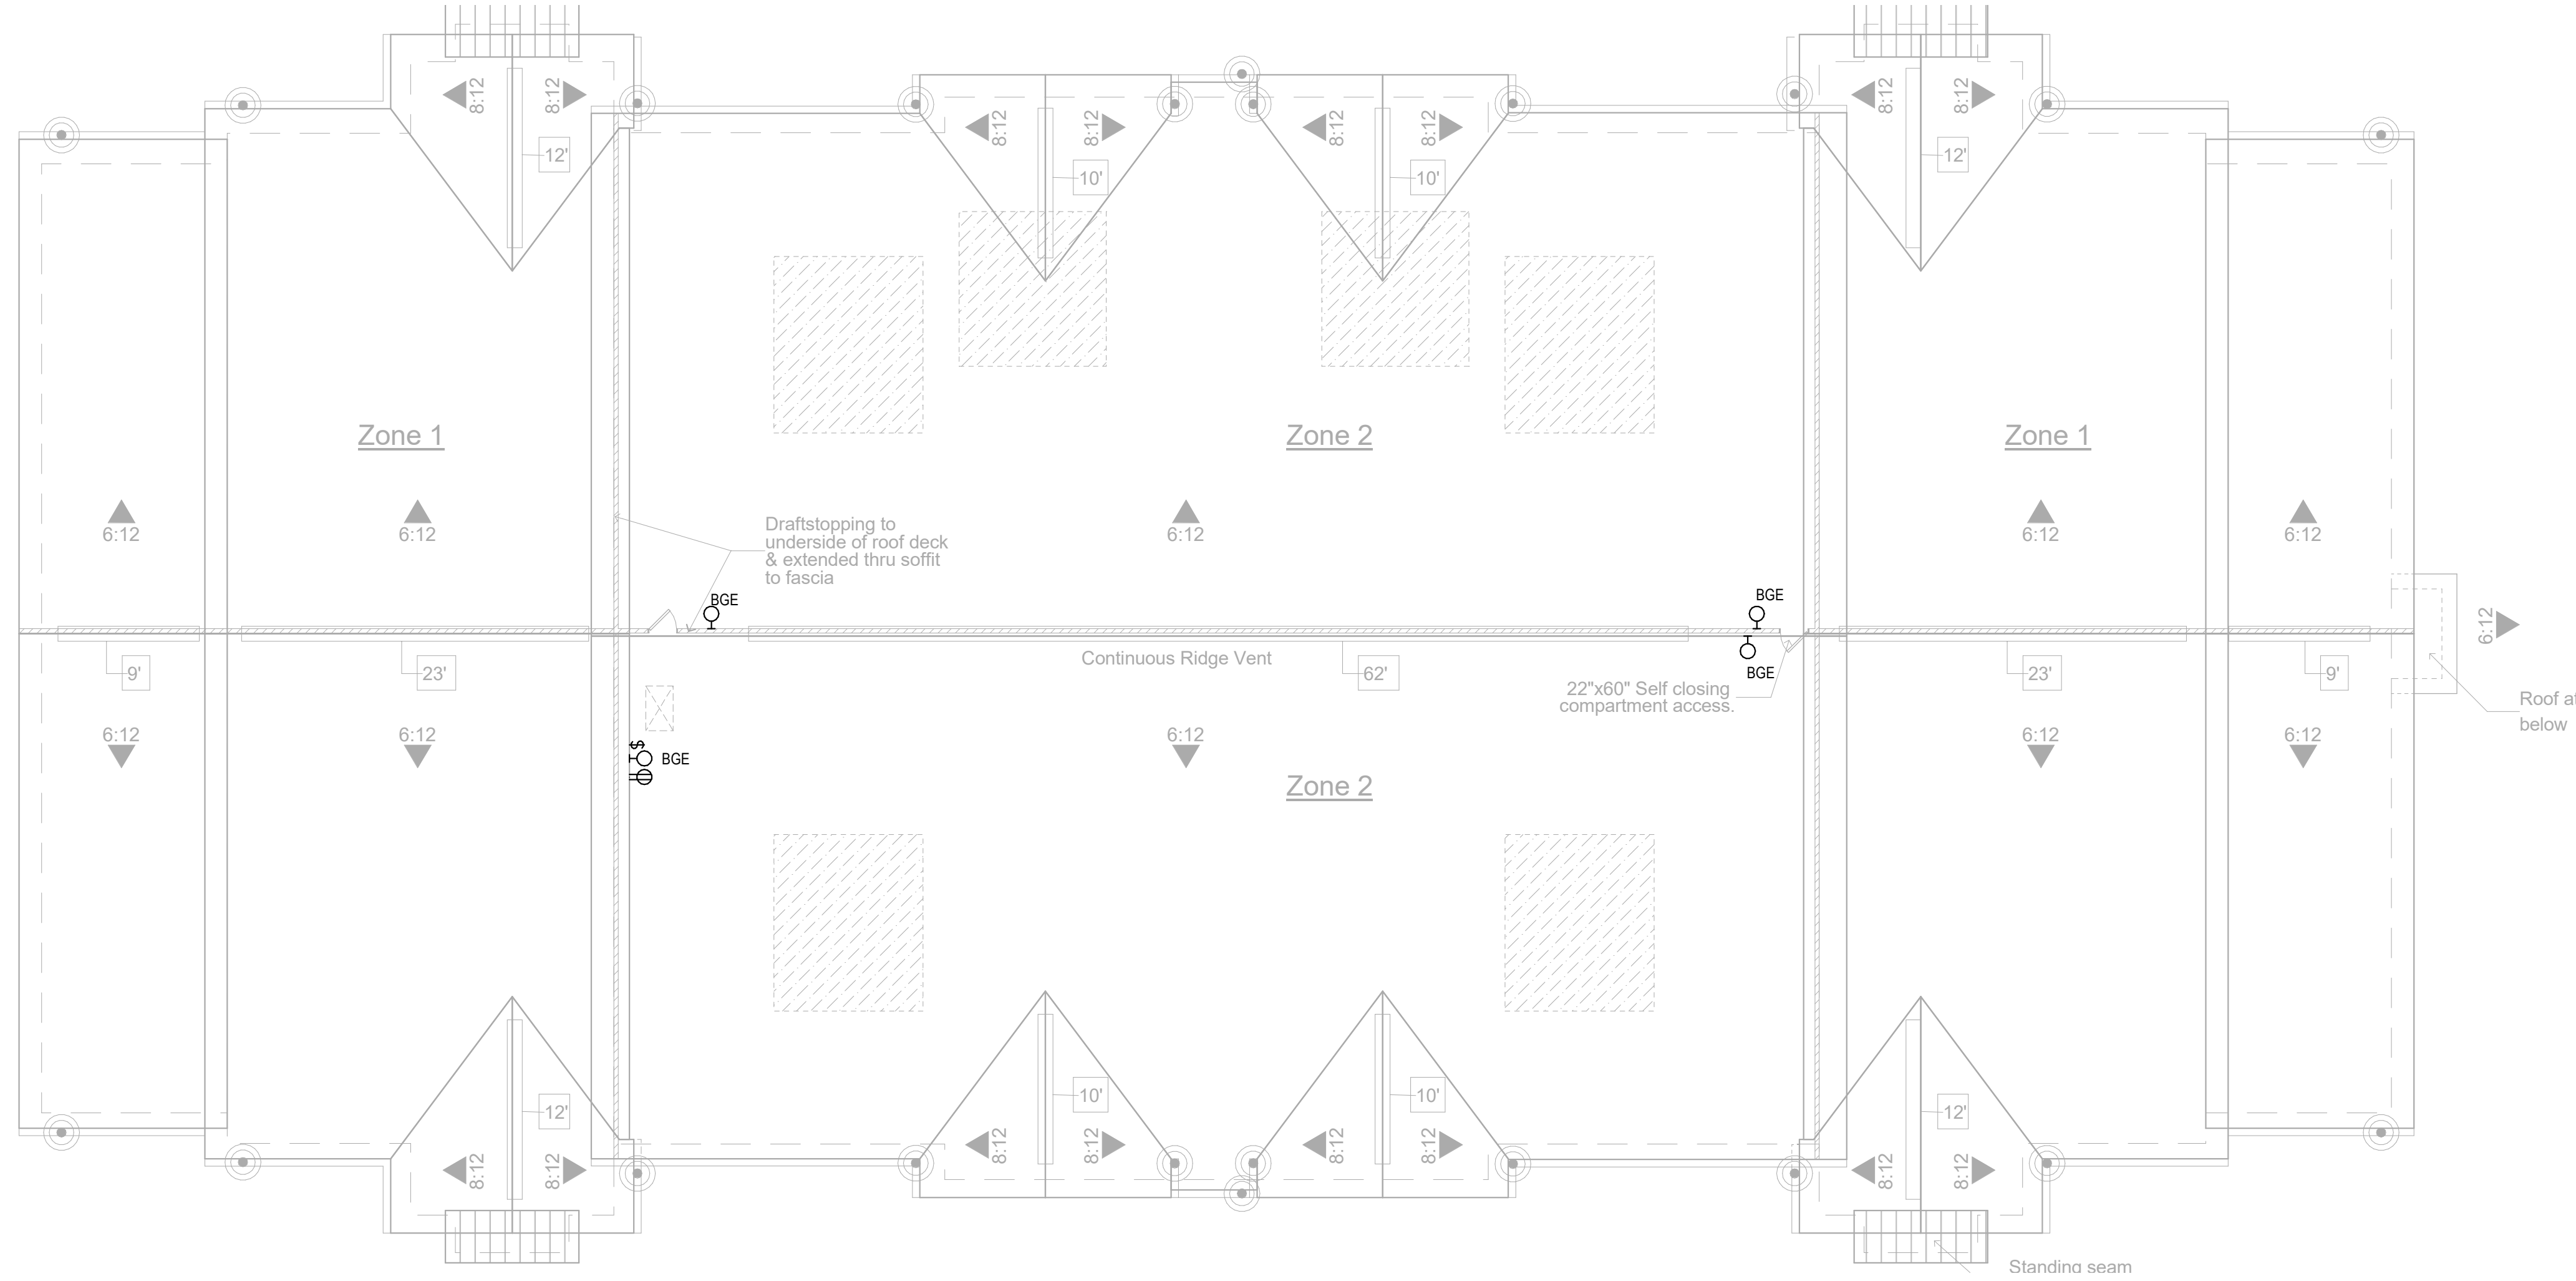 8:12
8:12
8:12
8:12
8:12
8:12
8:12
8:12
12'
10'
10'
12'
Zone 1
Zone 2
Zone 1
6:12
6:12
6:12
6:12
6:12
Draftstopping to
underside of roof deck
& extended thru soffit
to fascia
BGE
BGE
6:12
Continuous Ridge Vent
BGE
9'
23'
62'
23'
9'
22"x60" Self closing
compartment access.
Roof at
below
6:12
6:12
6:12
6:12
6:12
$
BGE
Zone 2
12'
10'
10'
12'
8:12
8:12
8:12
8:12
8:12
8:12
8:12
8:12
Standing seam